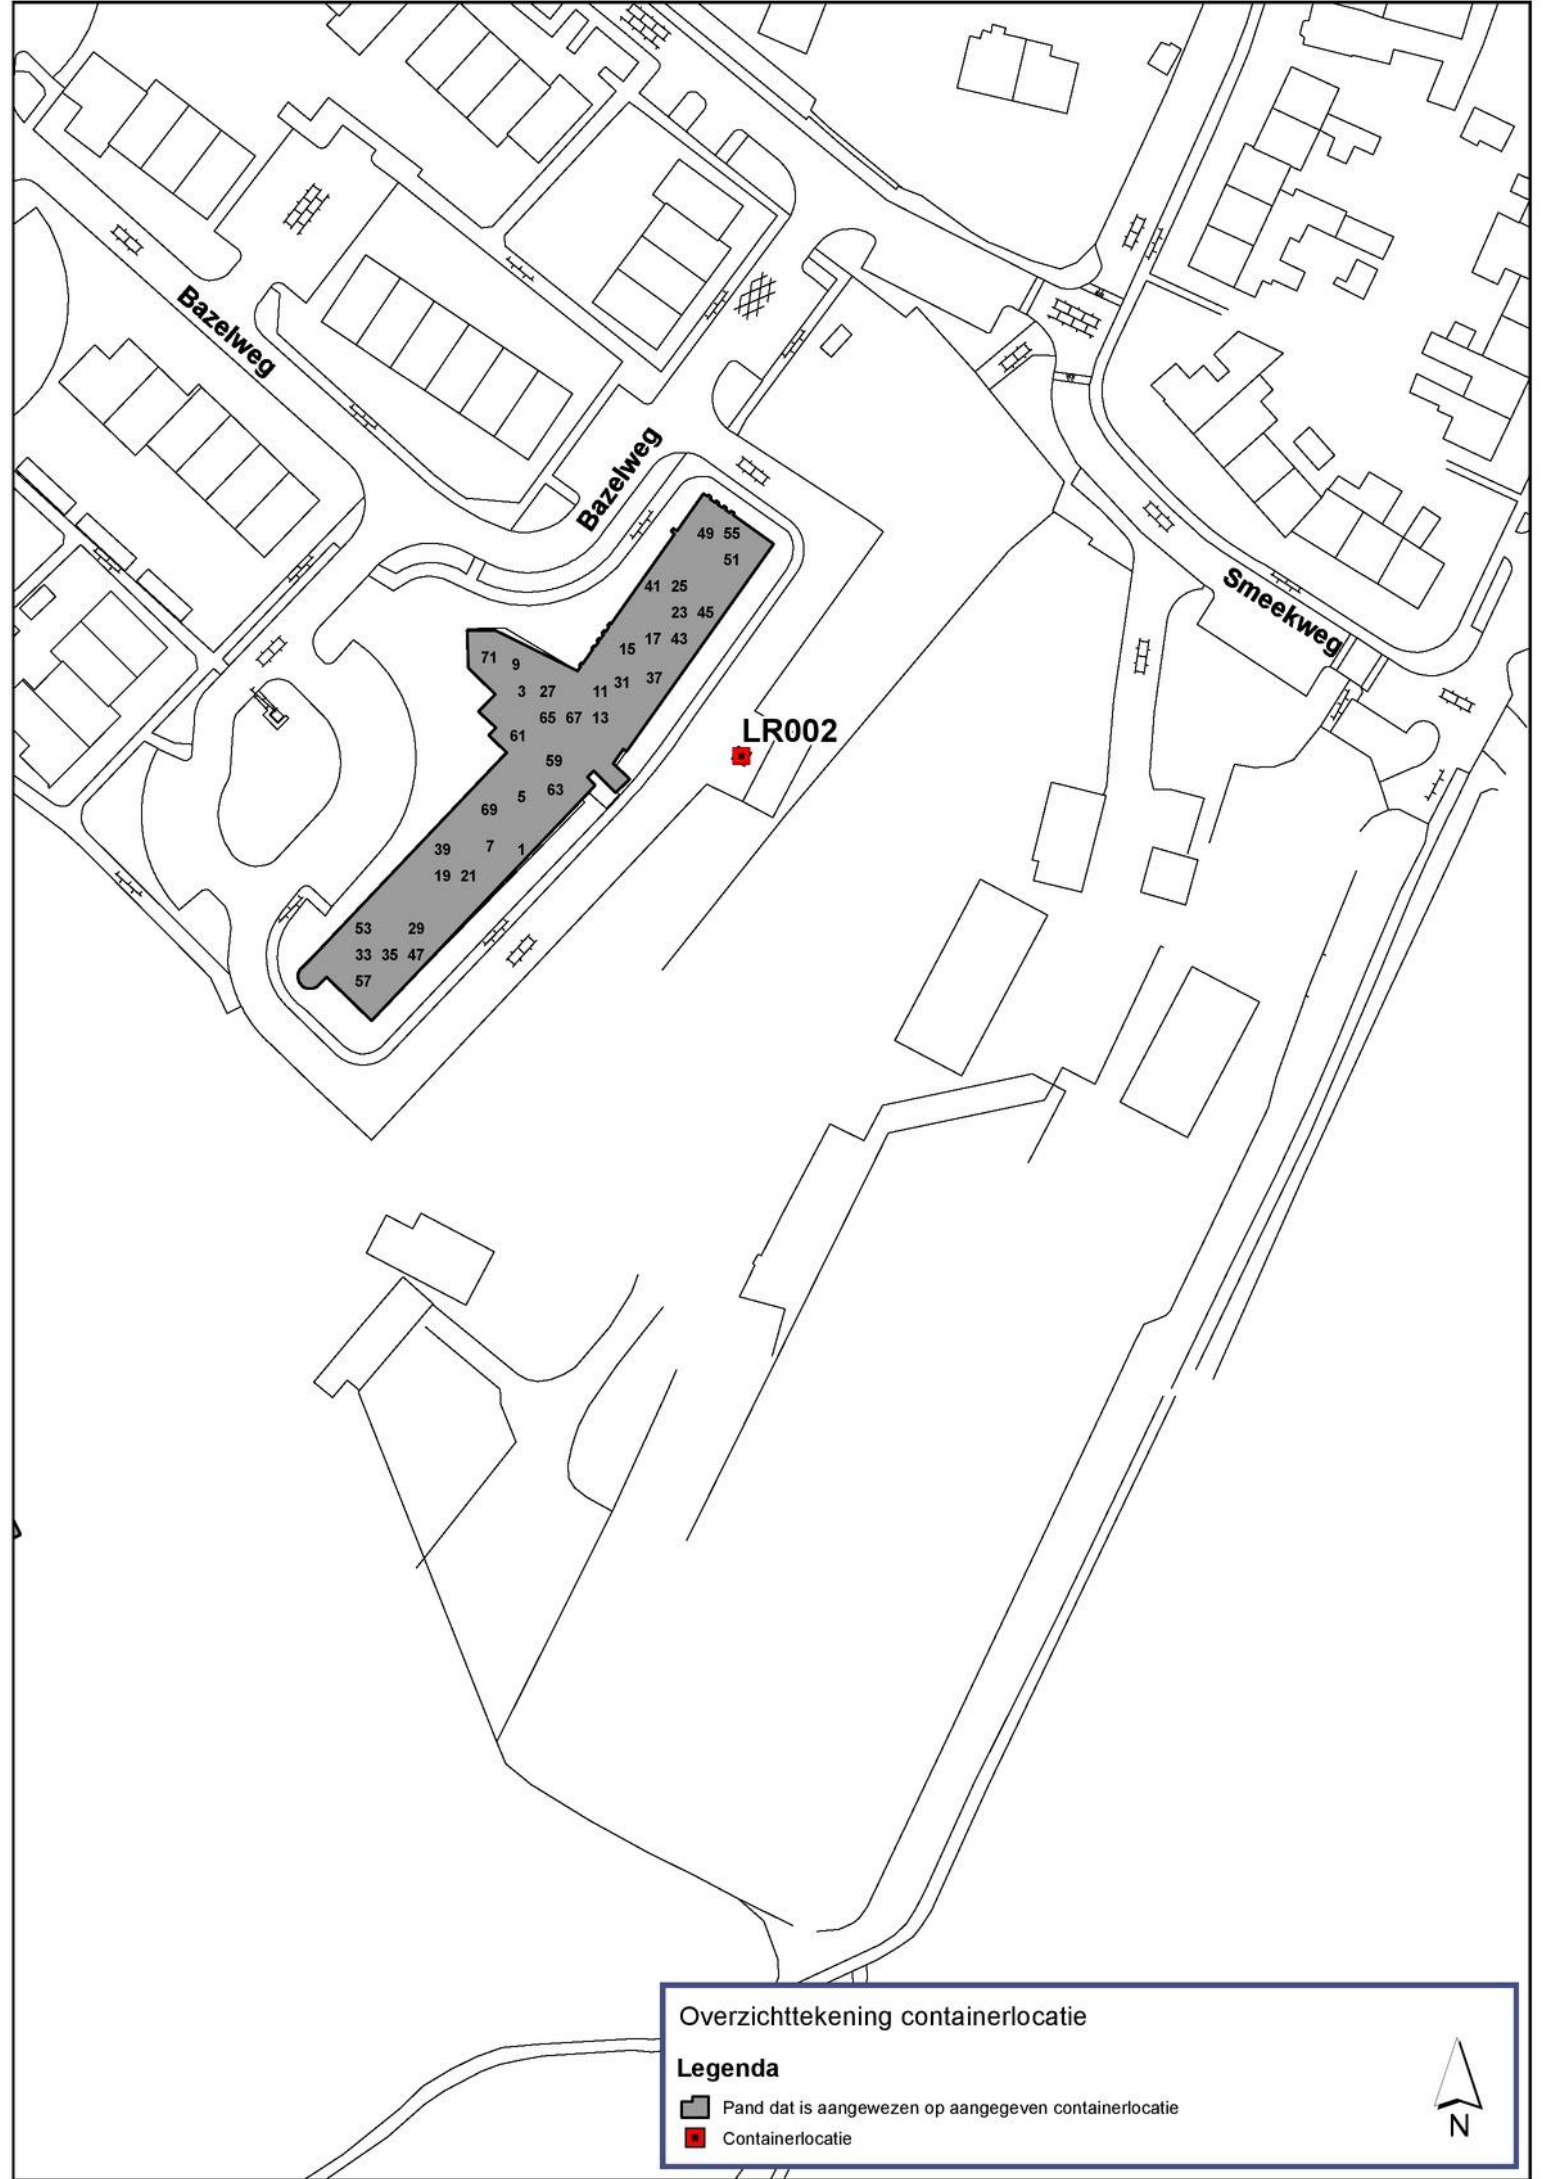 Bazelweg
Bazelweg
49 55
51
41 25
23 45
17 43
15
37
31
71 9
3 27 11
65 67 13
61
59
63
5
69
39 7 1
19 21
53 29
33 35 47
57
LR002
Smeekweg
Overzichttekening containerlocatie
Legenda
Pand dat is aangewezen op aangegeven containerlocatie
Containerlocatie
N